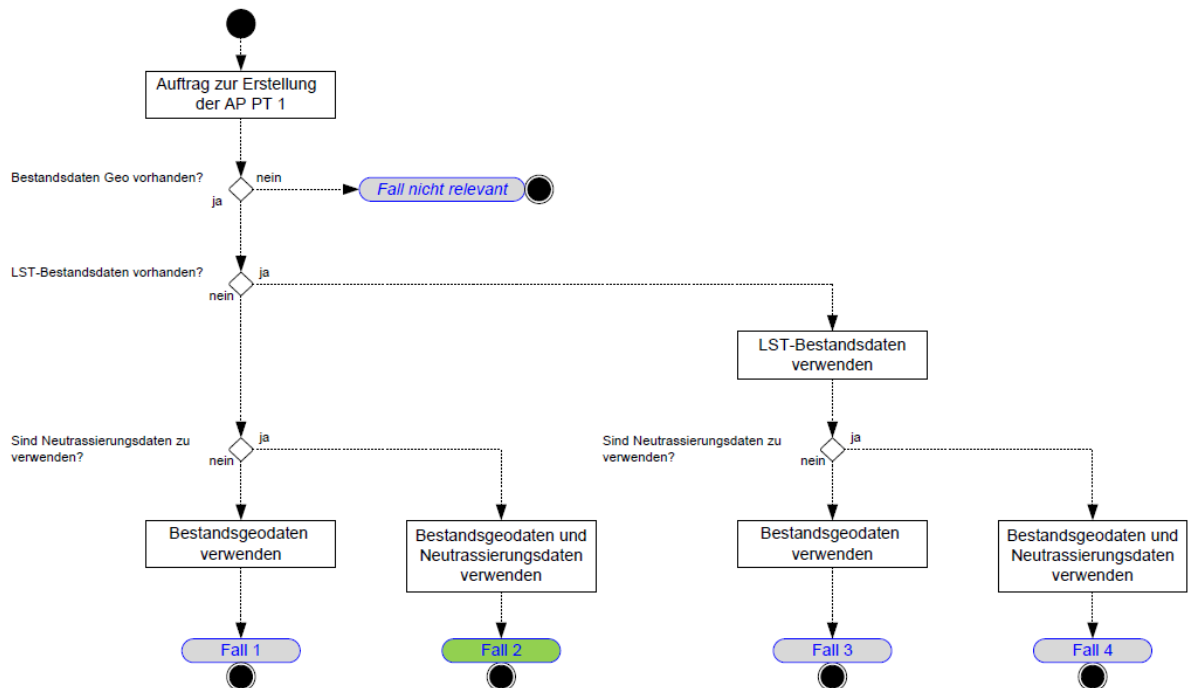 Auftrag zur Erstellung
der AP PT 1
Bestandsdaten Geo vorhanden?
nein
ja
Fall nicht relevant
LST-Bestandsdaten vorhanden?
ja
nein
LST-Bestandsdaten
verwenden
Sind Neutrassierungsdaten zu
verwenden?
ja
nein
Sind Neutrassierungsdaten zu
verwenden?
ja
nein
Bestandsgeodaten
verwenden
Bestandsgeodaten und
Neutrassierungsdaten
verwenden
Bestandsgeodaten
verwenden
Bestandsgeodaten und
Neutrassierungsdaten
verwenden
Fall 1
Fall 2
Fall 3
Fall 4